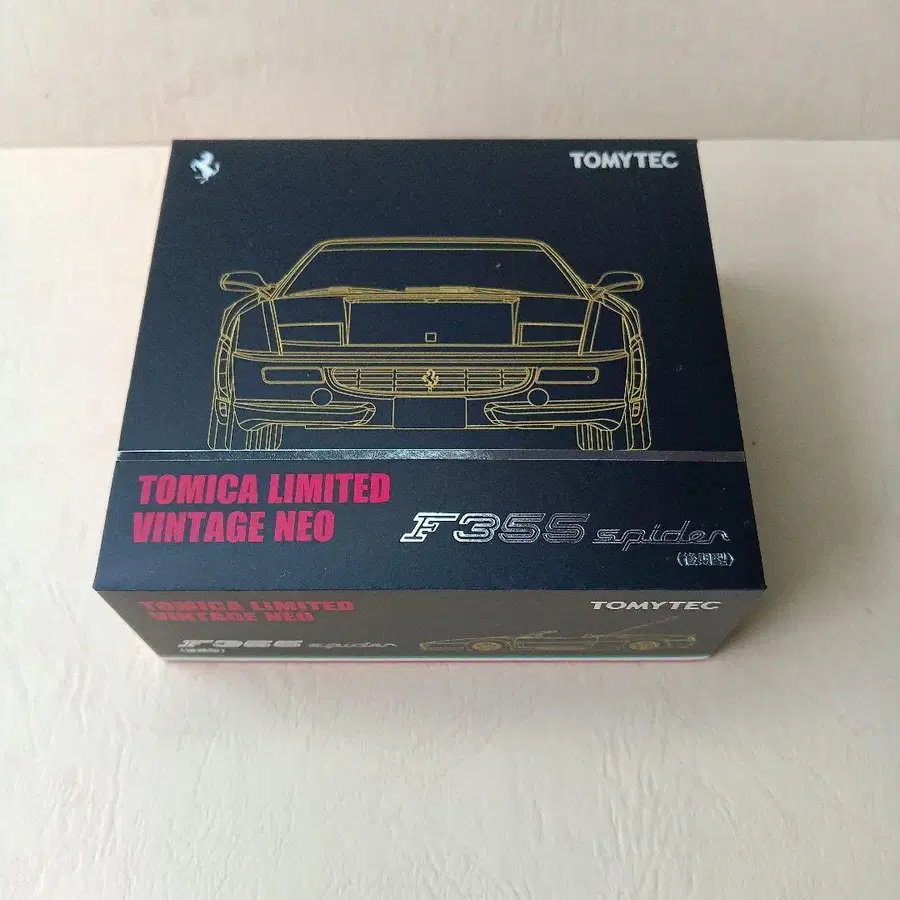 TOMYTEC
TOMICA LIMITED
VINTAGE NEO
F355 spider
(後期型)
TOMICA LIMITED
VINTAGE NEO
TOMYTEC
F355 spider